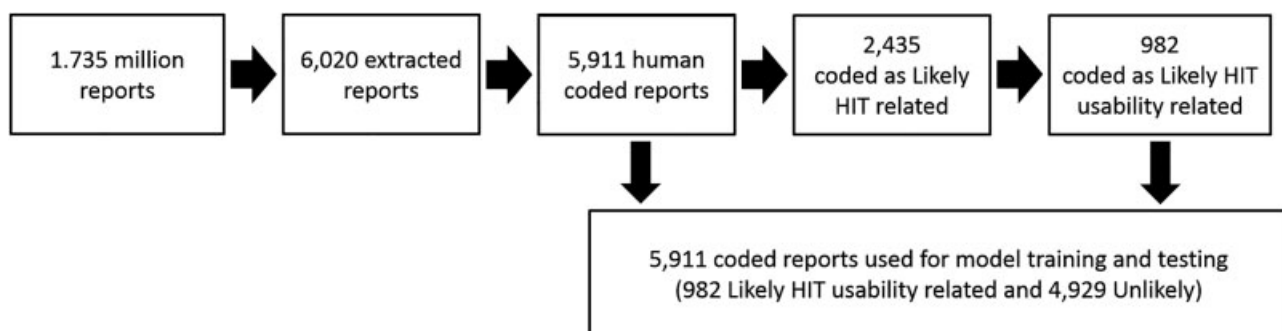 1.735 million
reports
6,020 extracted
reports
5,911 human
coded reports
2,435
coded as Likely
HIT related
982
coded as Likely HIT
usability related
5,911 coded reports used for model training and testing
(982 Likely HIT usability related and 4,929 Unlikely)